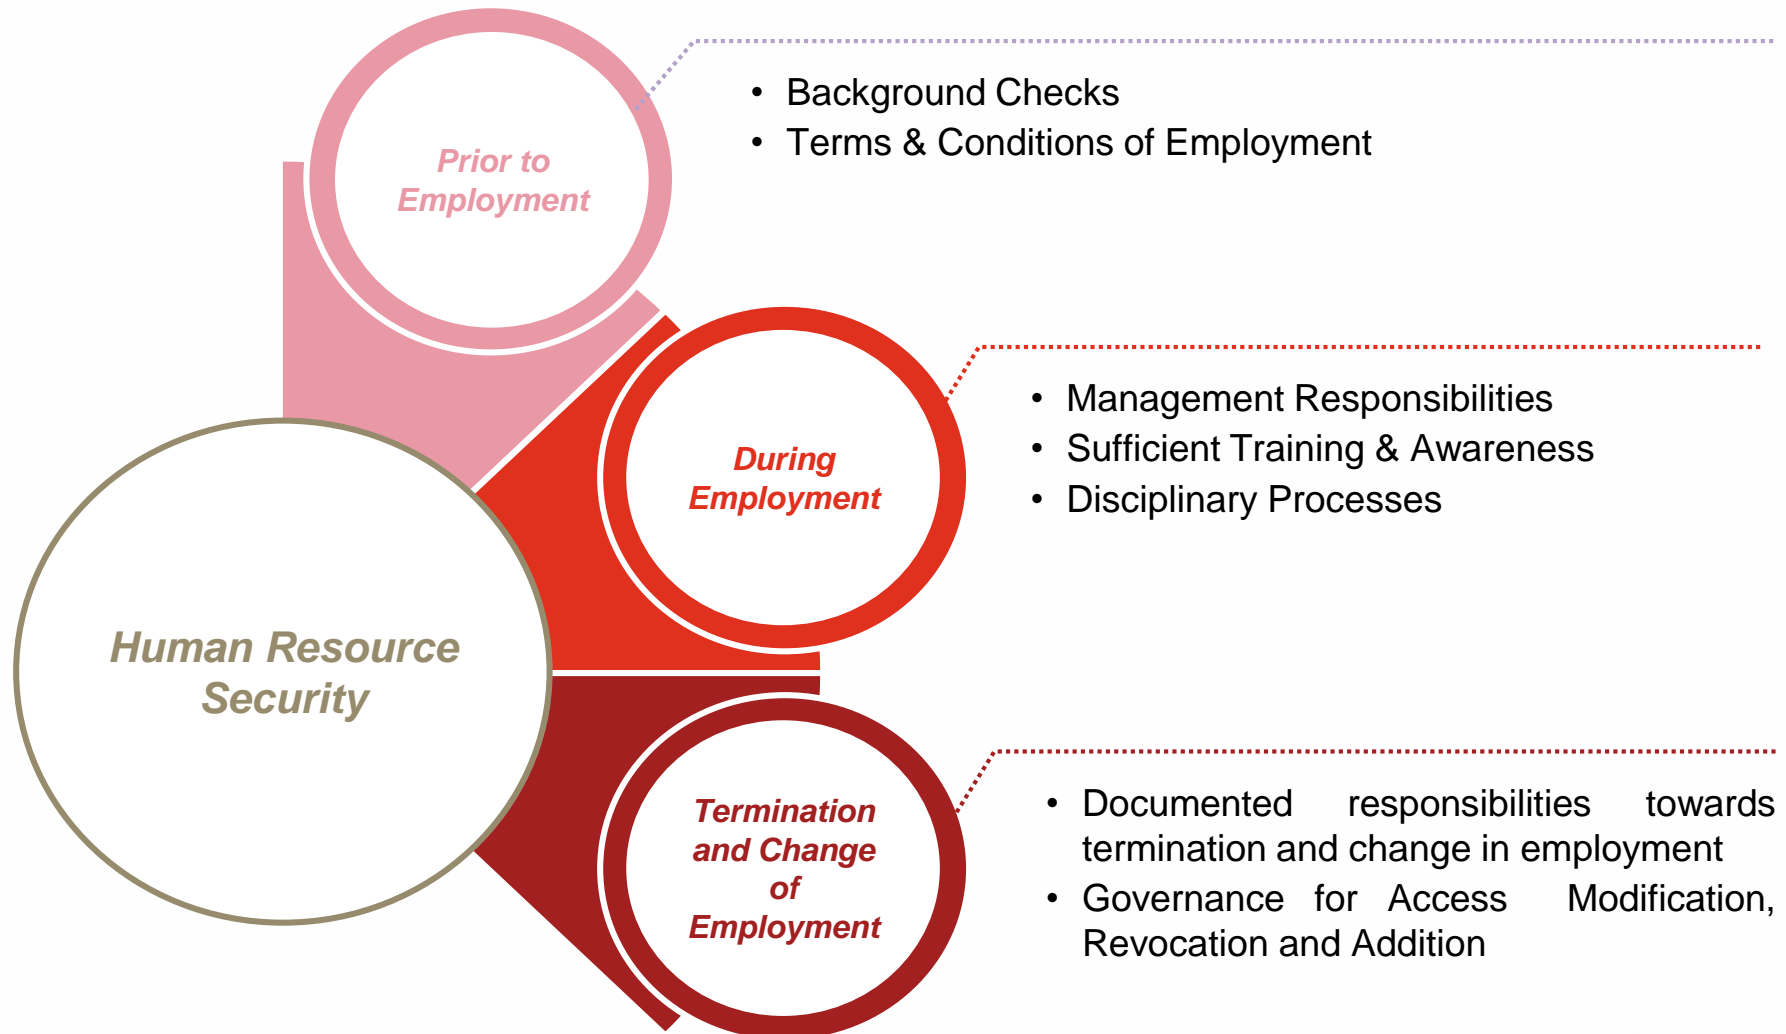 Prior to
Employment
• Background Checks
• Terms & Conditions of Employment
During
Employment
• Management Responsibilities
• Sufficient Training & Awareness
• Disciplinary Processes
Human Resource
Security
Termination
and Change
of
Employment
• Documented responsibilities towards
termination and change in employment
• Governance for Access Modification,
Revocation and Addition